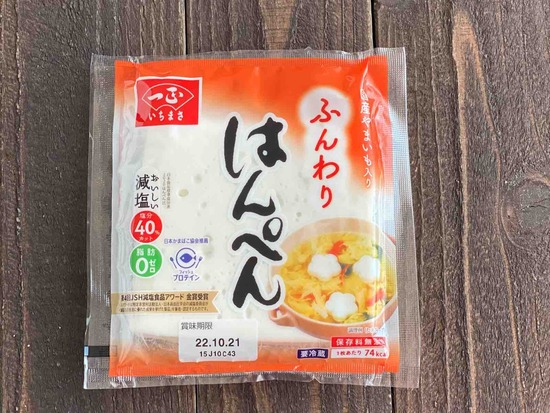 一正
いちまさ
国産やまいも入り
ふんわり
はんぺん
おいしい
減塩
塩分
40%
カット
脂肪
0ゼロ
日本かまぼこ協会推薦
フィッシュ
プロテイン
JSH減塩食品アワード 金賞受賞
賞味期限
22.10.21
15J10C43
要冷蔵
保存料無添加
1枚あたり 74kcal